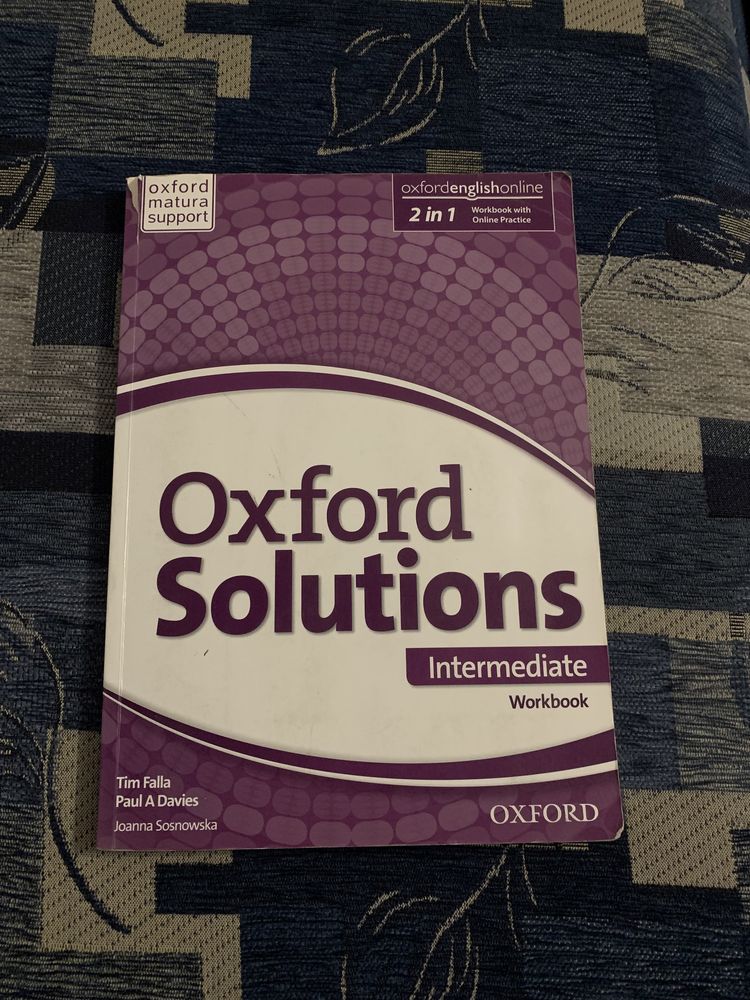 oxford
matura
support
oxfordenglishonline
2 in 1
Workbook with
Online Practice
Oxford
Solutions
Intermediate
Workbook
Tim Falla
Paul A Davies
Joanna Sosnowska
OXFORD